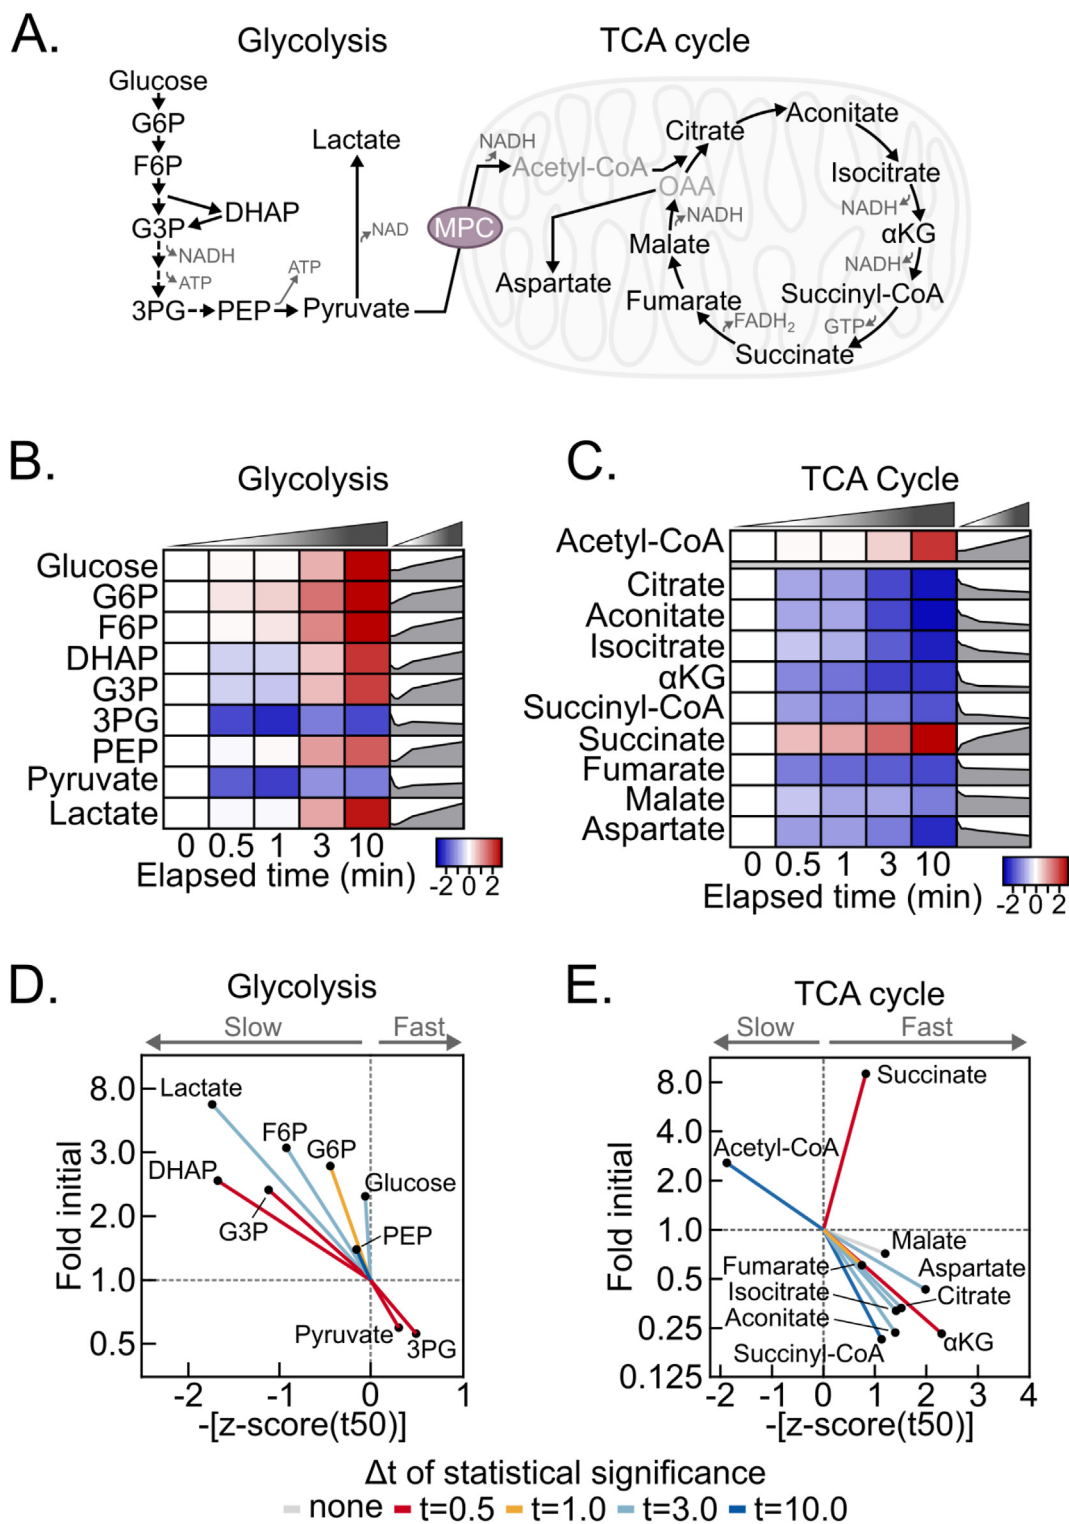 A.
Glycolysis
TCA cycle
Glucose
G6P
F6P
G3P
DHAP
NADH
ATP
3PG
PEP
ATP
Pyruvate
Lactate
NAD
MPC
NADH
Acetyl-CoA
OAA
Citrate
Aconitate
Isocitrate
NADH
αKG
NADH
Succinyl-CoA
GTP
Succinate
FADH₂
Fumarate
Malate
NADH
Aspartate
B.
Glycolysis
Glucose
G6P
F6P
DHAP
G3P
3PG
PEP
Pyruvate
Lactate
0 0.5 1 3 10
Elapsed time (min)
-2 0 2
C.
TCA Cycle
Acetyl-CoA
Citrate
Aconitate
Isocitrate
αKG
Succinyl-CoA
Succinate
Fumarate
Malate
Aspartate
0 0.5 1 3 10
Elapsed time (min)
-2 0 2
D.
Glycolysis
Slow Fast
Fold initial
8.0
3.0
2.0
1.0
0.5
Lactate
F6P
G6P
DHAP
Glucose
G3P
PEP
Pyruvate
3PG
-2 -1 0 1
-[z-score(t50)]
E.
TCA cycle
Slow Fast
Fold initial
8.0
4.0
2.0
1.0
0.5
0.25
0.125
Succinate
Acetyl-CoA
Malate
Fumarate
Aspartate
Isocitrate
Citrate
Aconitate
αKG
Succinyl-CoA
-2 -1 0 1 2 3 4
-[z-score(t50)]
Δt of statistical significance
none t=0.5 t=1.0 t=3.0 t=10.0